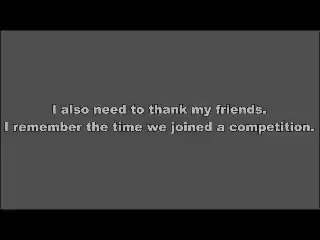 I also need to thank my friends.
I remember the time we joined a competition.